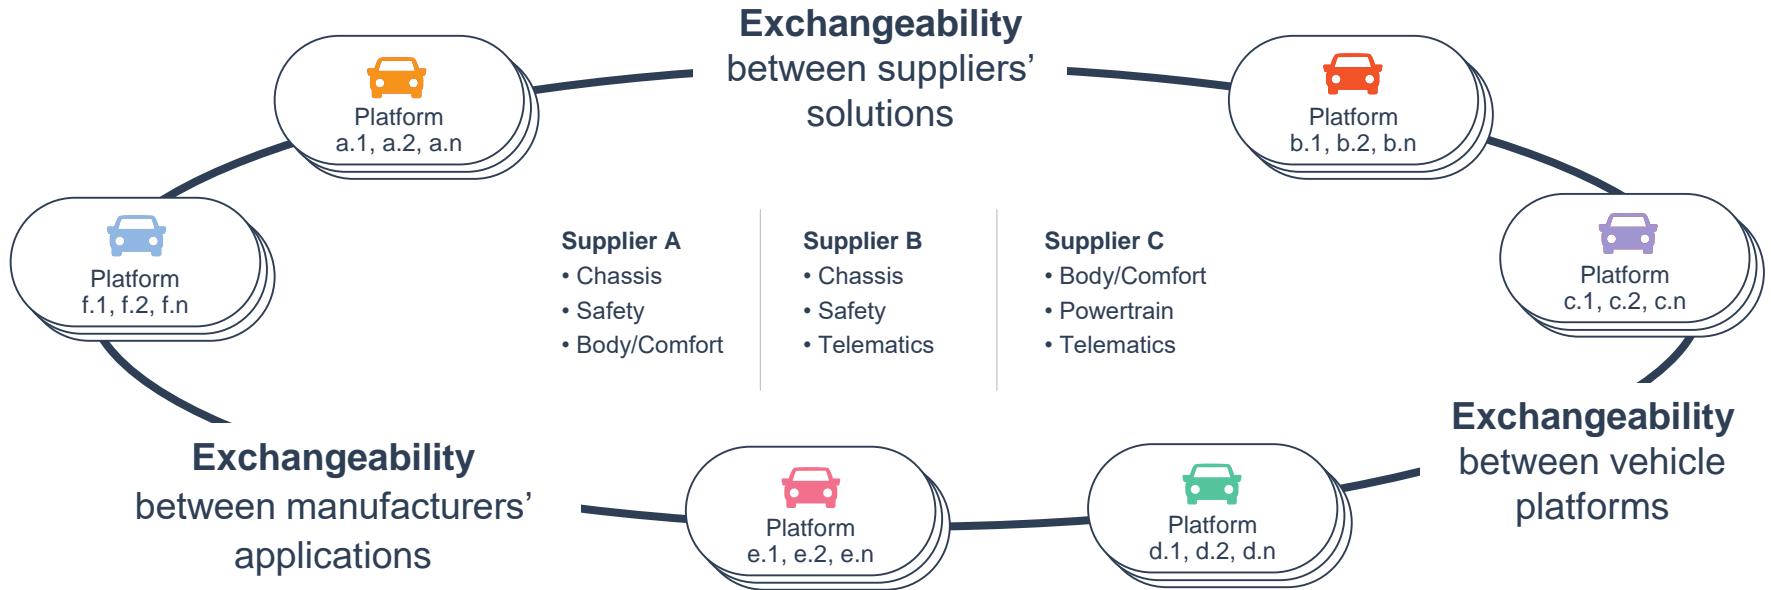 Exchangeability
between suppliers’
solutions
Platform
a.1, a.2, a.n
Platform
b.1, b.2, b.n
Platform
f.1, f.2, f.n
Platform
c.1, c.2, c.n
Supplier A
• Chassis
• Safety
• Body/Comfort
Supplier B
• Chassis
• Safety
• Telematics
Supplier C
• Body/Comfort
• Powertrain
• Telematics
Exchangeability
between manufacturers’
applications
Platform
e.1, e.2, e.n
Platform
d.1, d.2, d.n
Exchangeability
between vehicle
platforms